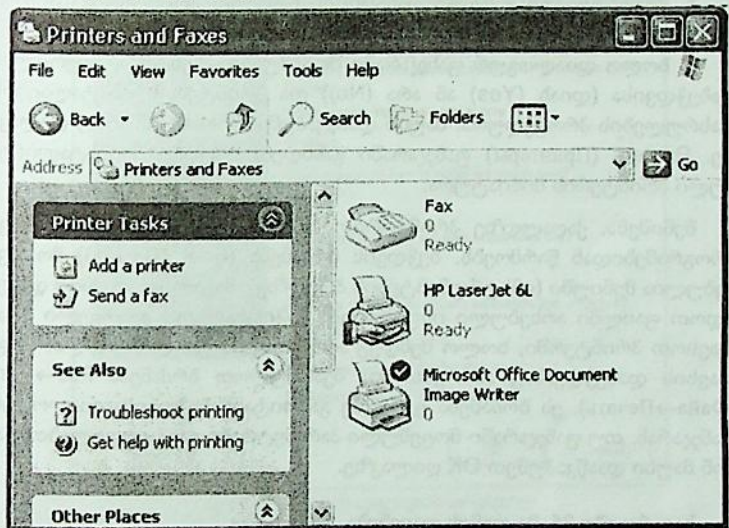 Printers and Faxes
File Edit View Favorites Tools Help
Back Search Folders
Address Printers and Faxes Go
Printer Tasks
Add a printer
Send a fax
See Also
Troubleshoot printing
Get help with printing
Other Places
Fax
0
Ready
HP LaserJet 6L
0
Ready
Microsoft Office Document
Image Writer
0